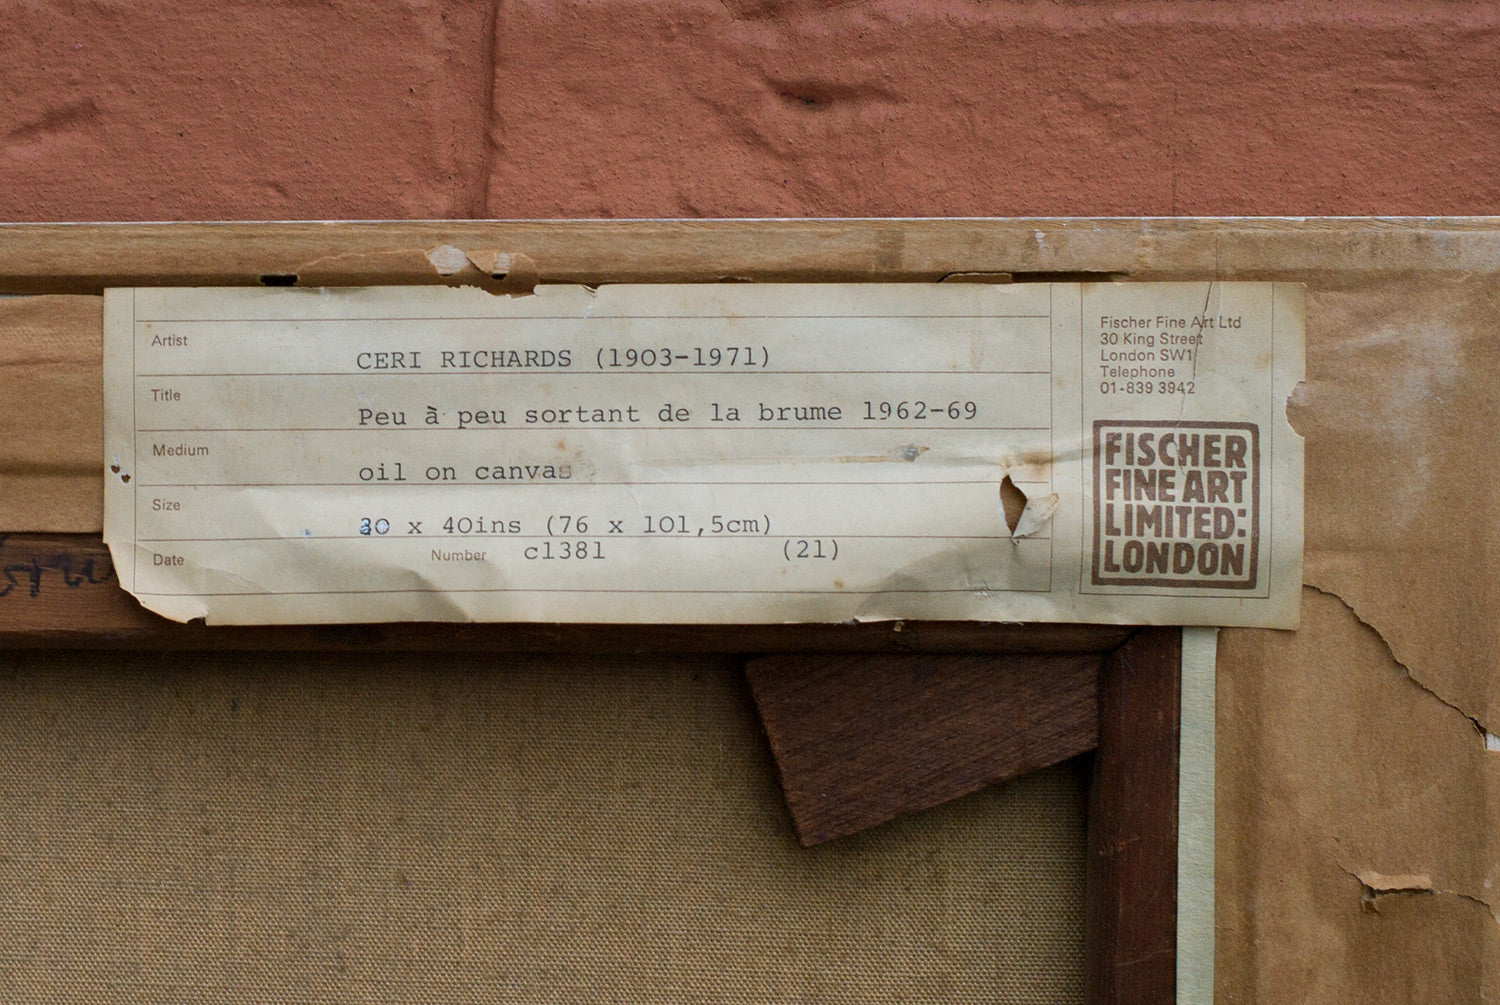 Artist
CERI RICHARDS (1903-1971)
Title
Peu à peu sortant de la brume 1962-69
Medium
oil on canvas
Size
30 x 40ins (76 x 101,5cm)
Date Number c1381 (21)
Fischer Fine Art Ltd
30 King Street
London SW1
Telephone
01-839 3942
FISCHER
FINE ART
LIMITED:
LONDON